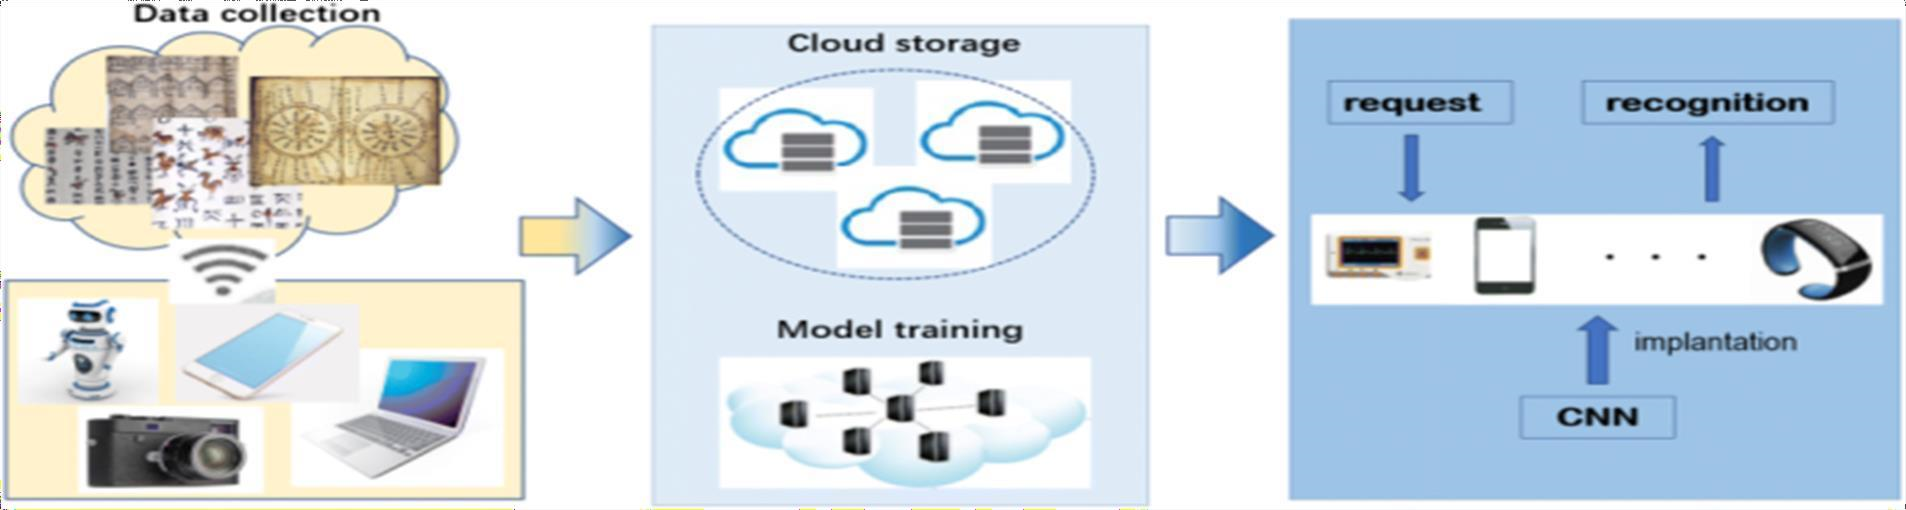 Data collection
Cloud storage
Model training
request
recognition
implantation
CNN